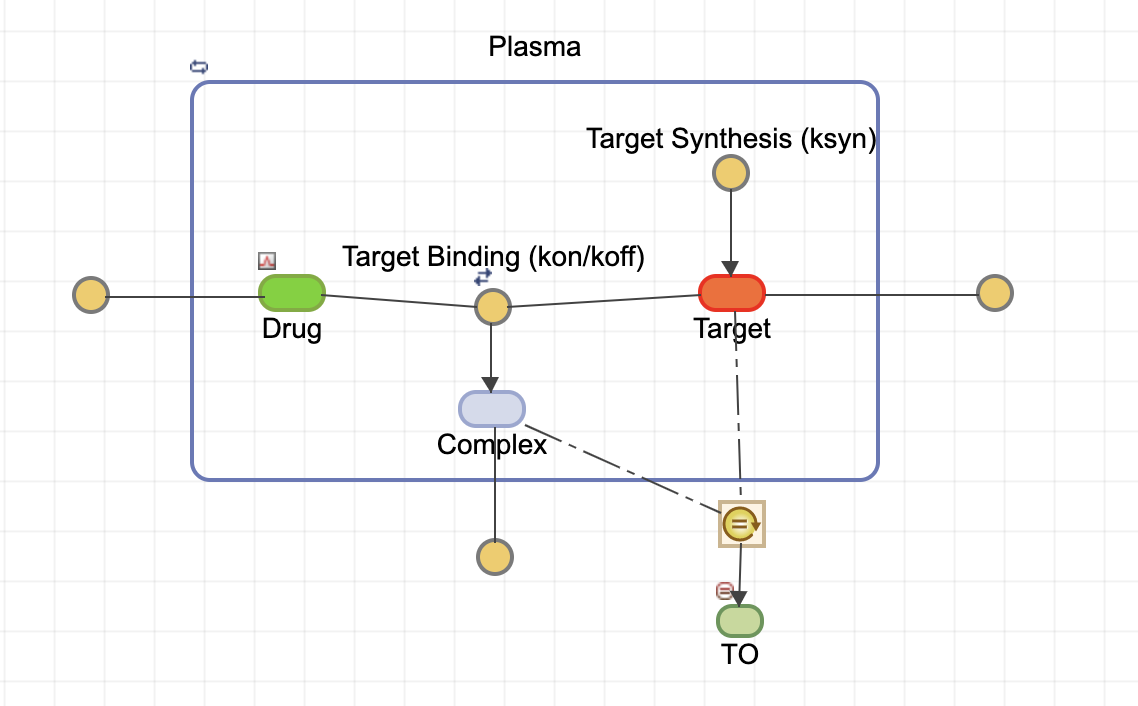 Plasma
Target Synthesis (ksyn)
Target Binding (kon/koff)
Drug
Target
Complex
TO